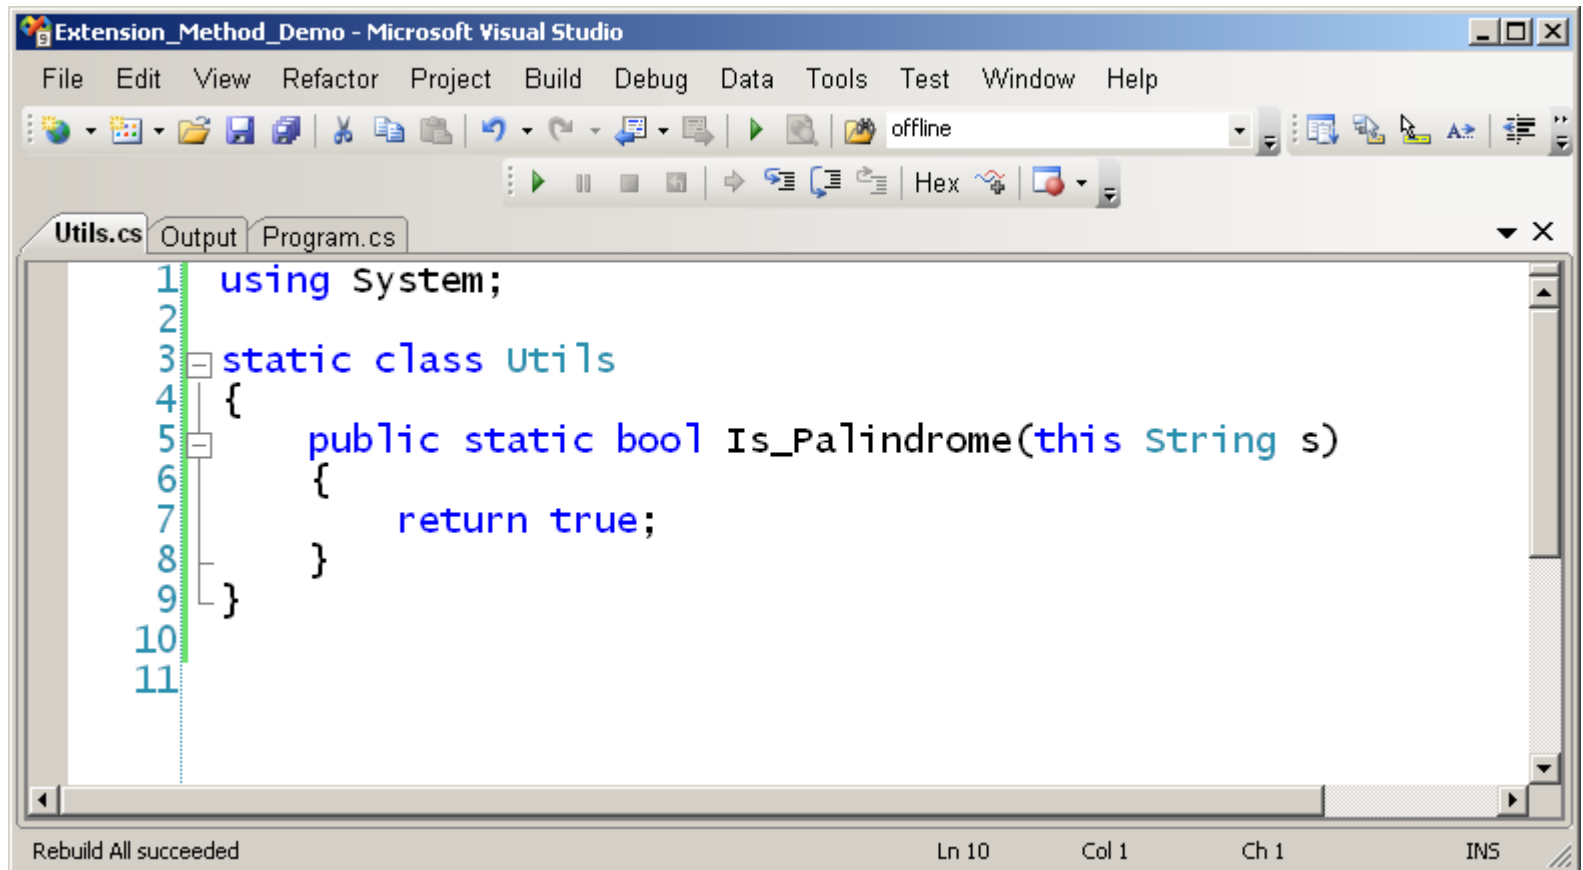 Extension_Method_Demo - Microsoft Visual Studio
File Edit View Refactor Project Build Debug Data Tools Test Window Help
offline
Hex
Utils.cs Output Program.cs
1 using System;
2
3 static class Utils
4 {
5 public static bool Is_Palindrome(this String s)
6 {
7 return true;
8 }
9 }
10
11
Rebuild All succeeded Ln 10 Col 1 Ch 1 INS